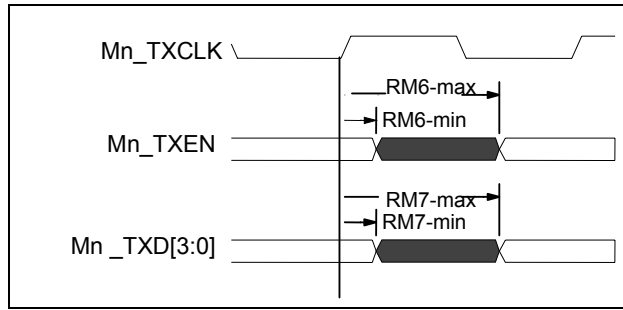 Mn_TXCLK
RM6-max
RM6-min
Mn_TXEN
RM7-max
RM7-min
Mn _TXD[3:0]